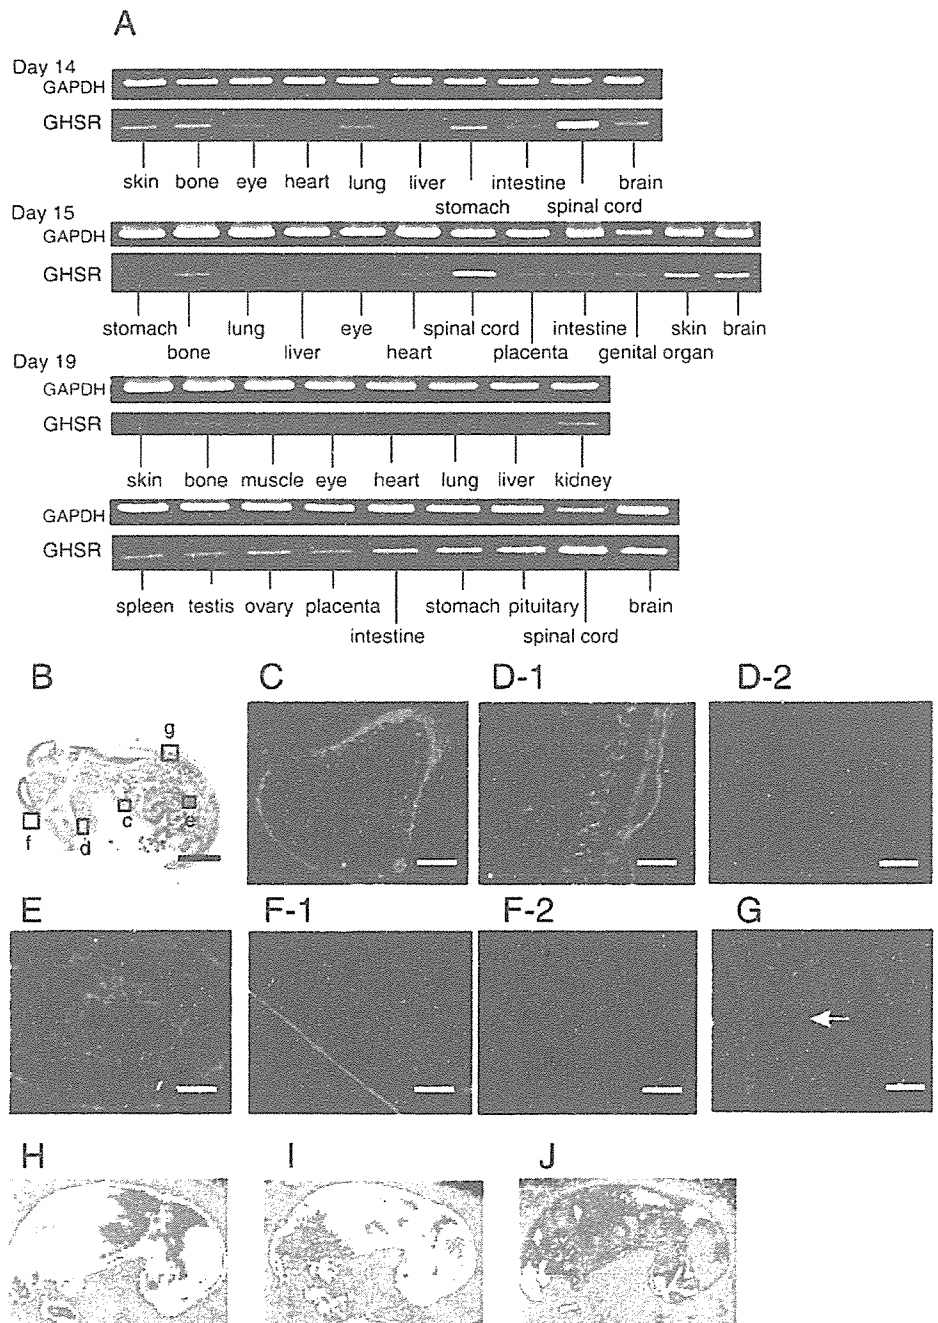 A
Day 14
GAPDH
GHSR
skin bone eye heart lung liver intestine brain
stomach spinal cord
Day 15
GAPDH
GHSR
stomach lung eye spinal cord intestine skin brain
bone liver heart placenta genital organ
Day 19
GAPDH
GHSR
skin bone muscle eye heart lung liver kidney
GAPDH
GHSR
spleen testis ovary placenta stomach pituitary brain
intestine spinal cord
B C D-1 D-2
g
c e
f d
E F-1 F-2 G
H I J